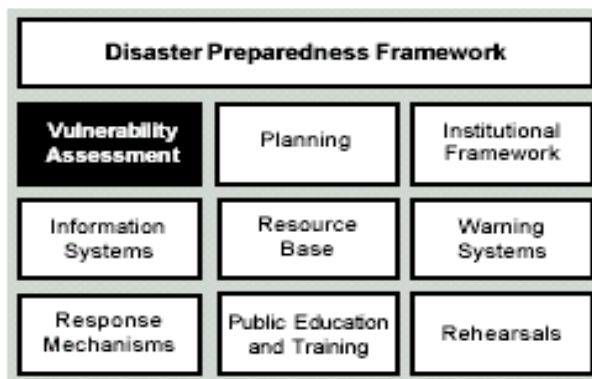 Disaster Preparedness Framework
Vulnerability
Assessment
Planning
Institutional
Framework
Information
Systems
Resource
Base
Warning
Systems
Response
Mechanisms
Public Education
and Training
Rehearsals